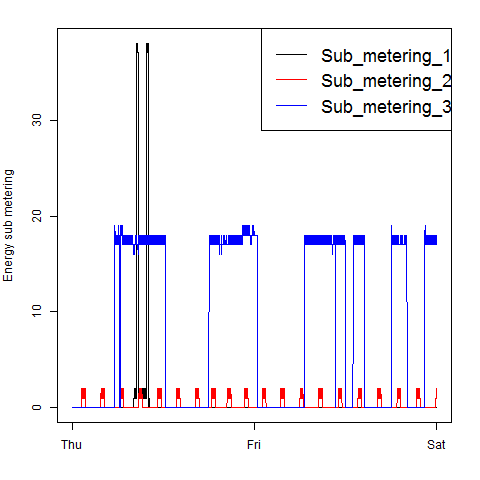 Sub_metering_1
Sub_metering_2
Sub_metering_3
Energy sub metering
30
20
10
0
Thu
Fri
Sat